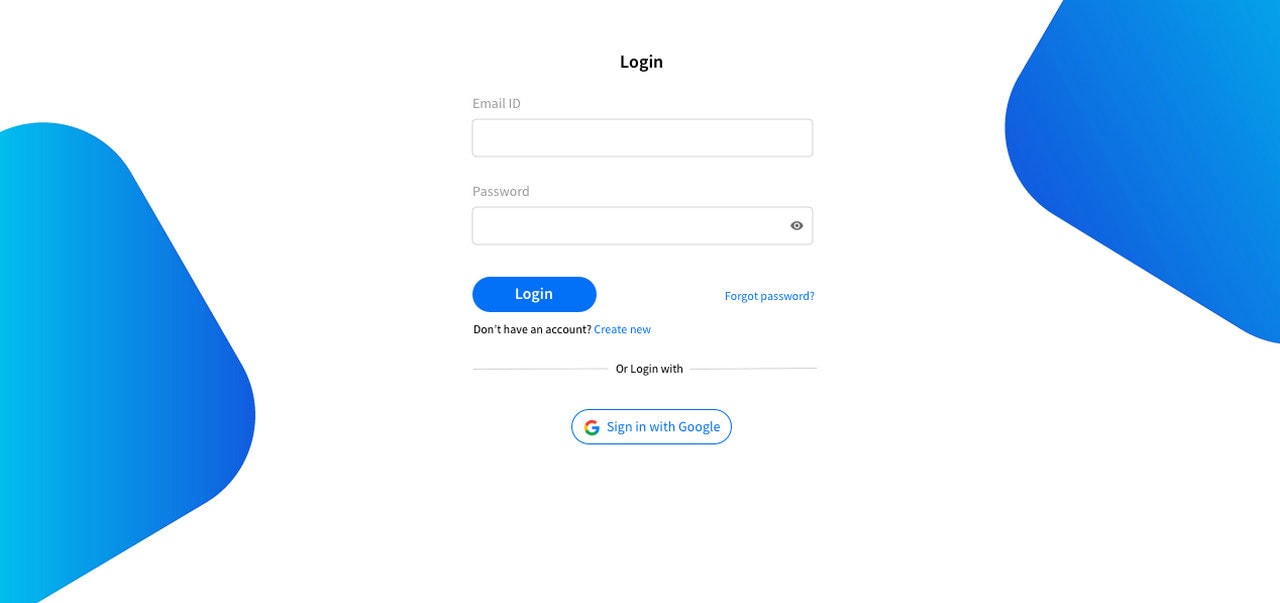 Login
Email ID
Password
Login
Forgot password?
Don't have an account? Create new
Or Login with
Sign in with Google